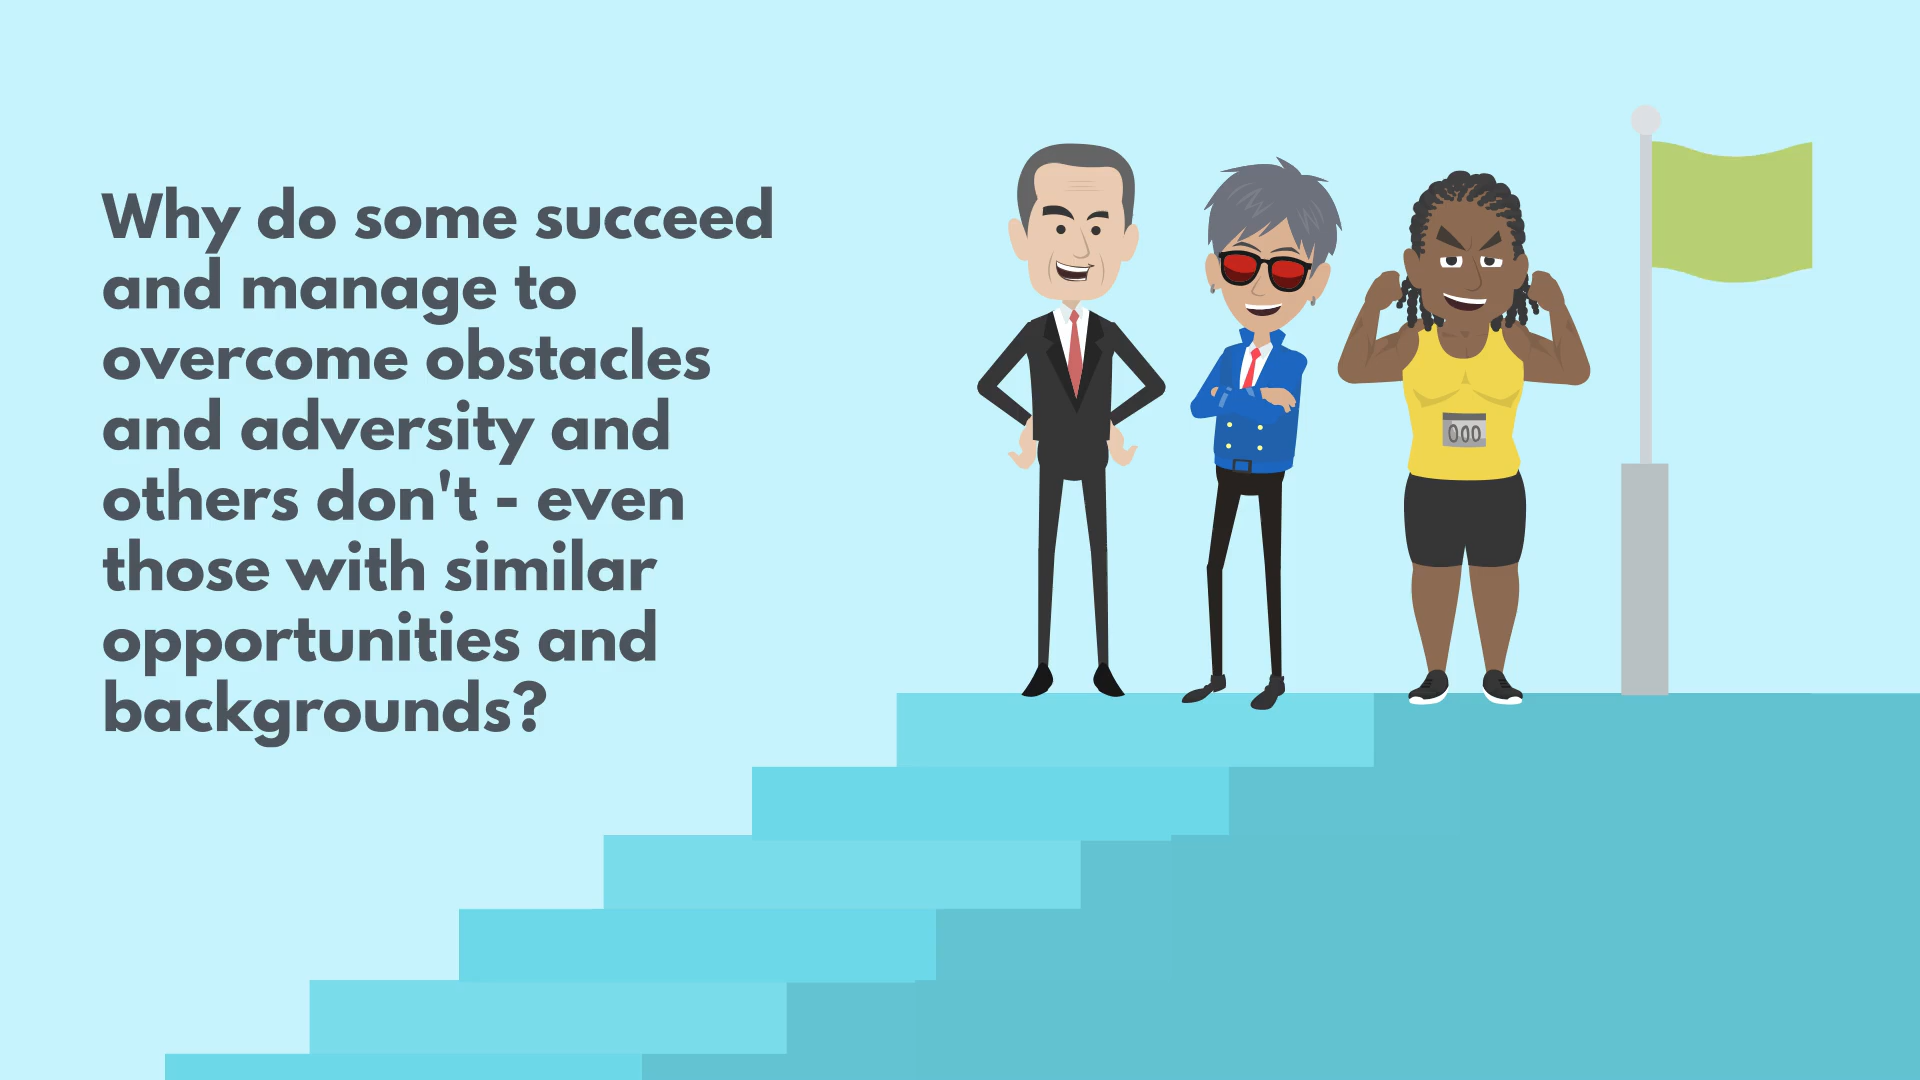 Why do some succeed
and manage to
overcome obstacles
and adversity and
others don't - even
those with similar
opportunities and
backgrounds?
000